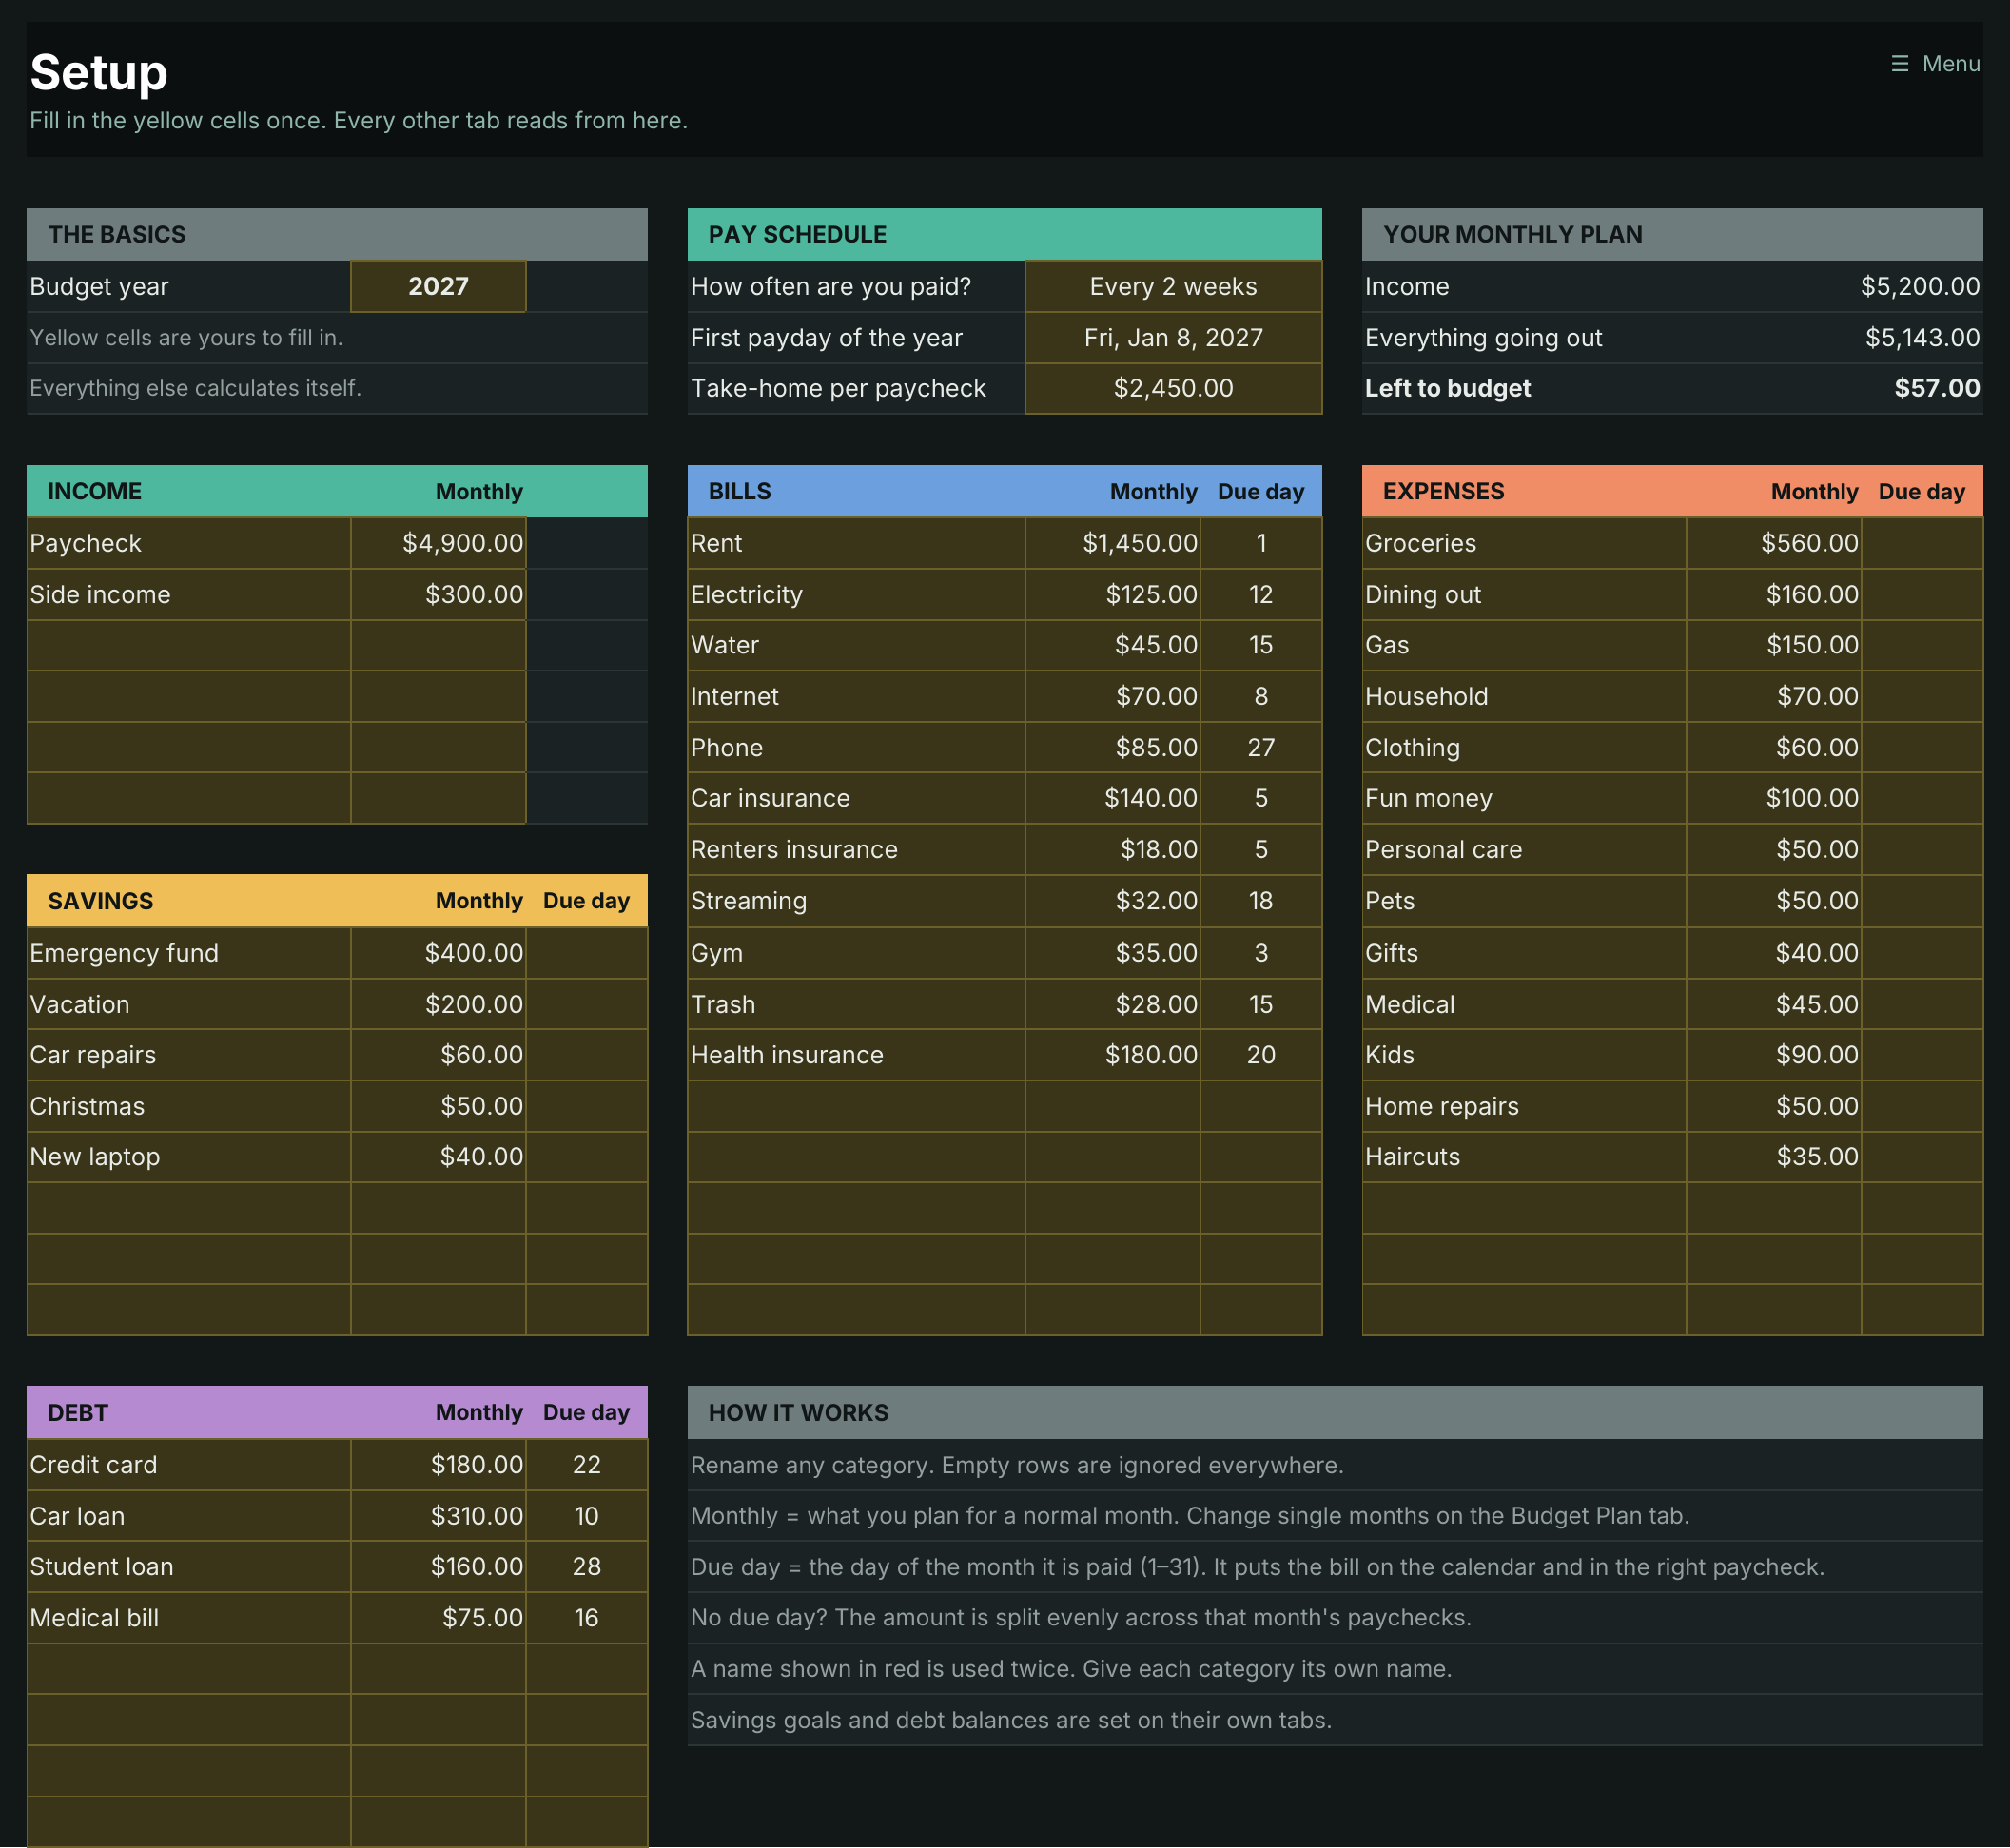 Setup
☰ Menu
Fill in the yellow cells once. Every other tab reads from here.
THE BASICS
Budget year 2027
Yellow cells are yours to fill in.
Everything else calculates itself.
PAY SCHEDULE
How often are you paid? Every 2 weeks
First payday of the year Fri, Jan 8, 2027
Take-home per paycheck $2,450.00
YOUR MONTHLY PLAN
Income $5,200.00
Everything going out $5,143.00
Left to budget $57.00
INCOME Monthly
Paycheck $4,900.00
Side income $300.00
SAVINGS Monthly Due day
Emergency fund $400.00
Vacation $200.00
Car repairs $60.00
Christmas $50.00
New laptop $40.00
BILLS Monthly Due day
Rent $1,450.00 1
Electricity $125.00 12
Water $45.00 15
Internet $70.00 8
Phone $85.00 27
Car insurance $140.00 5
Renters insurance $18.00 5
Streaming $32.00 18
Gym $35.00 3
Trash $28.00 15
Health insurance $180.00 20
EXPENSES Monthly Due day
Groceries $560.00
Dining out $160.00
Gas $150.00
Household $70.00
Clothing $60.00
Fun money $100.00
Personal care $50.00
Pets $50.00
Gifts $40.00
Medical $45.00
Kids $90.00
Home repairs $50.00
Haircuts $35.00
DEBT Monthly Due day
Credit card $180.00 22
Car loan $310.00 10
Student loan $160.00 28
Medical bill $75.00 16
HOW IT WORKS
Rename any category. Empty rows are ignored everywhere.
Monthly = what you plan for a normal month. Change single months on the Budget Plan tab.
Due day = the day of the month it is paid (1–31). It puts the bill on the calendar and in the right paycheck.
No due day? The amount is split evenly across that month's paychecks.
A name shown in red is used twice. Give each category its own name.
Savings goals and debt balances are set on their own tabs.